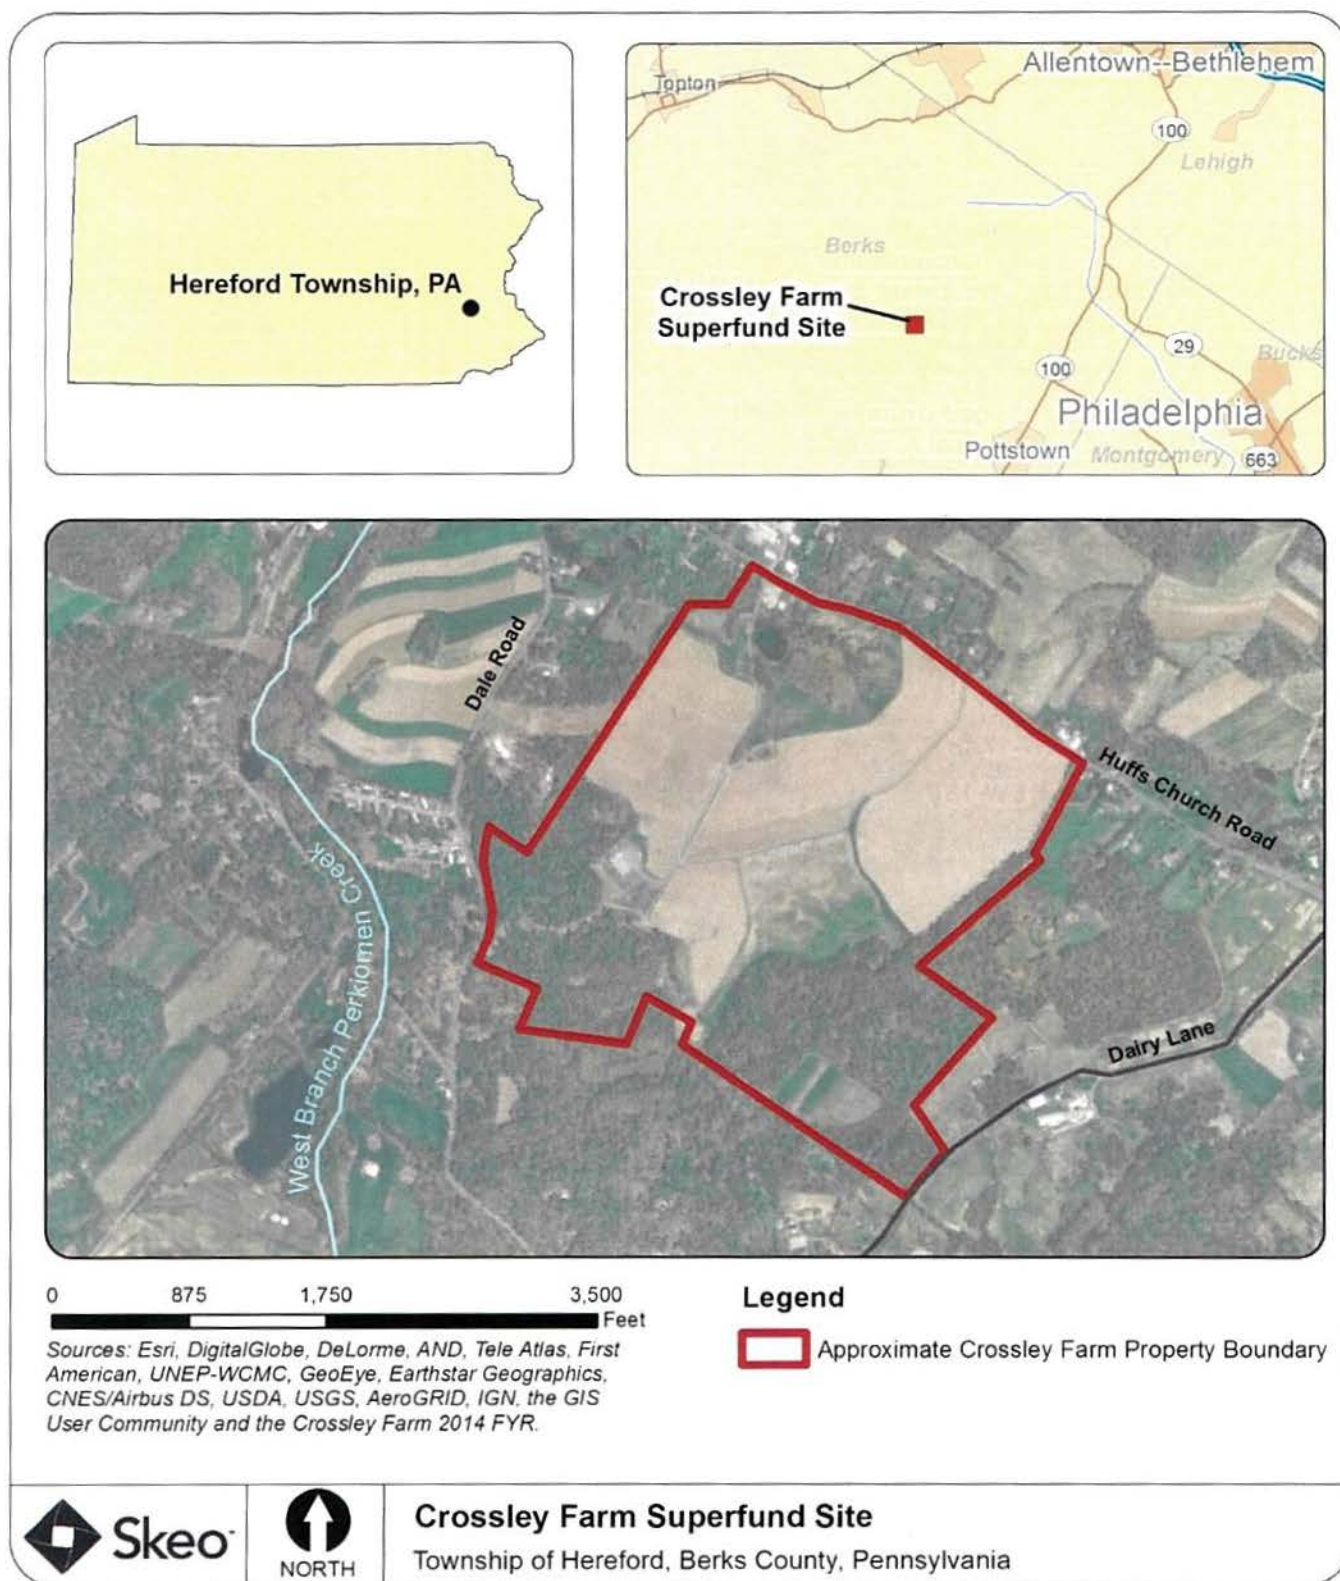 Hereford Township, PA
Topton
Allentown--Bethlehem
100
Lehigh
Berks
Crossley Farm
Superfund Site
29
Bucks
100
Philadelphia
Pottstown
Montgomery
663
Dale Road
Huffs Church Road
West Branch Perkiomen Creek
Dairy Lane
0 875 1,750 3,500
Feet
Sources: Esri, DigitalGlobe, DeLorme, AND, Tele Atlas, First
American, UNEP-WCMC, GeoEye, Earthstar Geographics,
CNES/Airbus DS, USDA, USGS, AeroGRID, IGN, the GIS
User Community and the Crossley Farm 2014 FYR.
Legend
Approximate Crossley Farm Property Boundary
Skeo
NORTH
Crossley Farm Superfund Site
Township of Hereford, Berks County, Pennsylvania